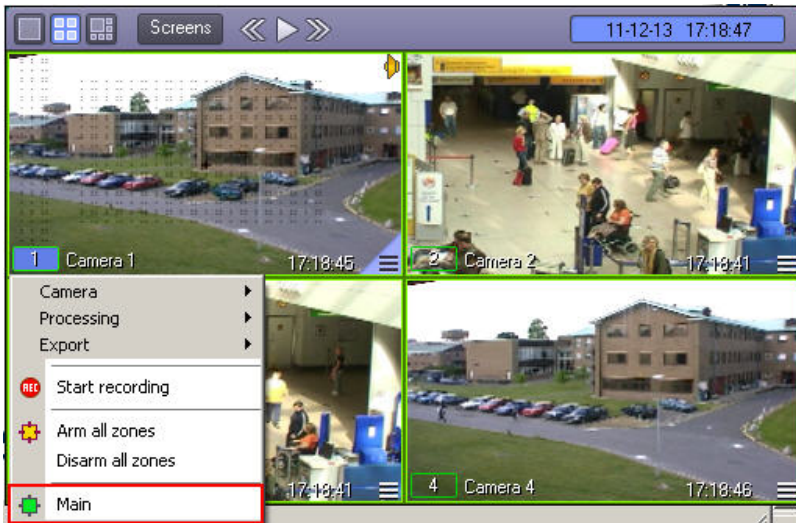 Screens
11-12-13 17:18:47
1 Camera 1 17:18:45
2 Camera 2 17:18:41
Camera
Processing
Export
REC Start recording
Arm all zones
Disarm all zones
Main
17:18:41
4 Camera 4 17:18:46